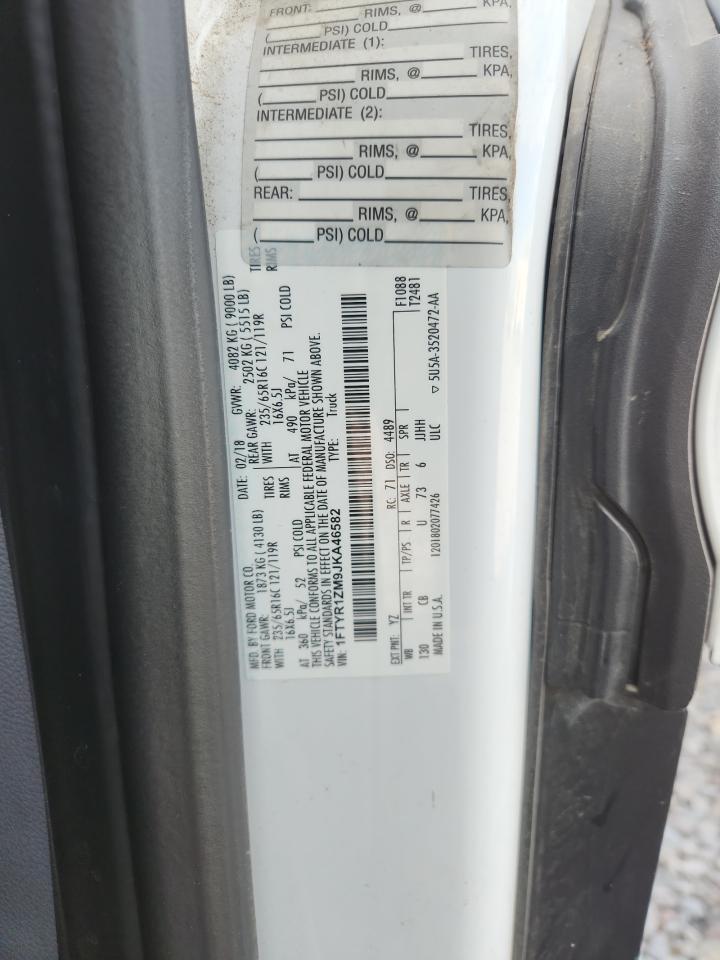 FRONT: RIMS, @ KPA,
( PSI) COLD
INTERMEDIATE (1): TIRES,
RIMS, @ KPA,
( PSI) COLD
INTERMEDIATE (2):
TIRES,
RIMS, @ KPA,
( PSI) COLD
REAR: TIRES,
RIMS, @ KPA,
( PSI) COLD
MFD. BY FORD MOTOR CO. DATE: 02/18 GVWR: 4082 KG ( 9000 LB)
FRONT GAWR: 1873 KG ( 4130 LB) REAR GAWR: 2502 KG ( 5515 LB)
WITH 235/65R16C 121/119R TIRES WITH 235/65R16C 121/119R TIRES
16X6.5J RIMS 16X6.5J RIMS
AT 360 kPa/ 52 PSI COLD AT 490 kPa/ 71 PSI COLD
THIS VEHICLE CONFORMS TO ALL APPLICABLE FEDERAL MOTOR VEHICLE
SAFETY STANDARDS IN EFFECT ON THE DATE OF MANUFACTURE SHOWN ABOVE.
VIN: 1FTYR1ZM9JKA46582 TYPE: Truck
EXT PNT: YZ RC: 71 DSO: 4489 F1088
WB INT TR TP/PS R AXLE TR SPR T2481
130 CB U 73 6 JJHH
MADE IN U.S.A. 1201802077426 ULC ▽ 5U5A-3520472-AA